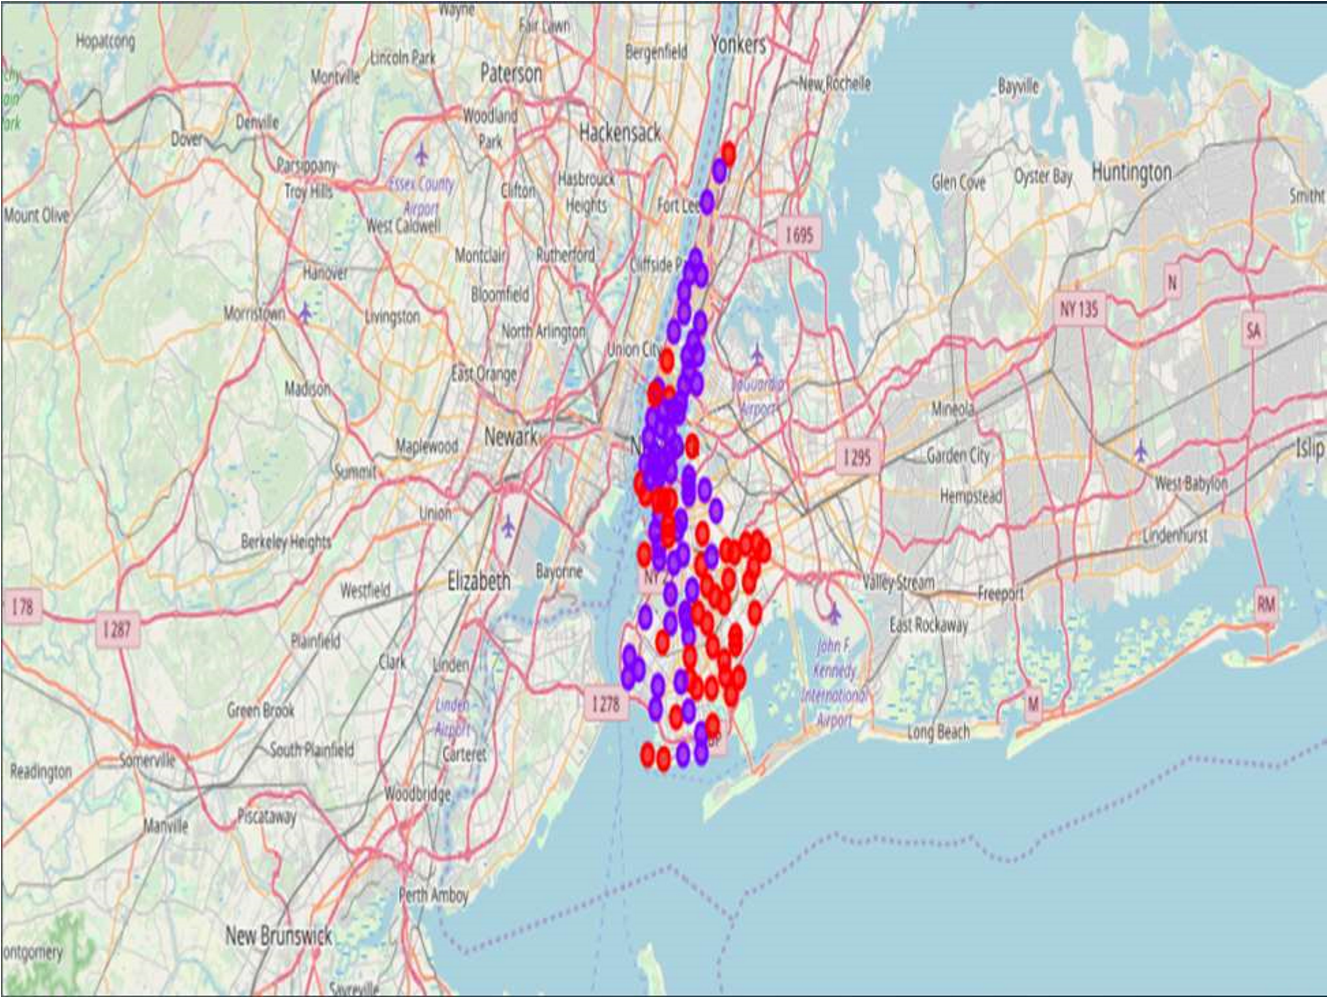 Wayne
Fair Lawn
Hopatcong
Lincoln Park
Bergenfield
Yonkers
Montville
Paterson
New Rochelle
Bayville
Woodland
Park
Denville
Dover
Hackensack
Parsippany-
Troy Hills
Essex County
Airport
Clifton
Hasbrouck
Heights
Fort Lee
Glen Cove
Oyster Bay
Huntington
Smitht
Mount Olive
West Caldwell
I 695
Montclair
Rutherford
Cliffside P
Hanover
Bloomfield
N
Morristown
Livingston
North Arlington
NY 135
SA
Union City
East Orange
LaGuardia
Airport
Madison
Mineola
Newark
N
Maplewood
I 295
Garden City
Islip
Summit
Hempstead
West Babylon
Union
Berkeley Heights
Lindenhurst
Elizabeth
Bayonne
NY
Valley Stream
Freeport
Westfield
I 78
I 287
RM
East Rockaway
Plainfield
John F.
Kennedy
International
Airport
Clark
Linden
I 278
M
Green Brook
Linden
Airport
Long Beach
South Plainfield
Carteret
BP
Somerville
Readington
Woodbridge
Piscataway
Manville
Perth Amboy
New Brunswick
ontgomery
Sayreville